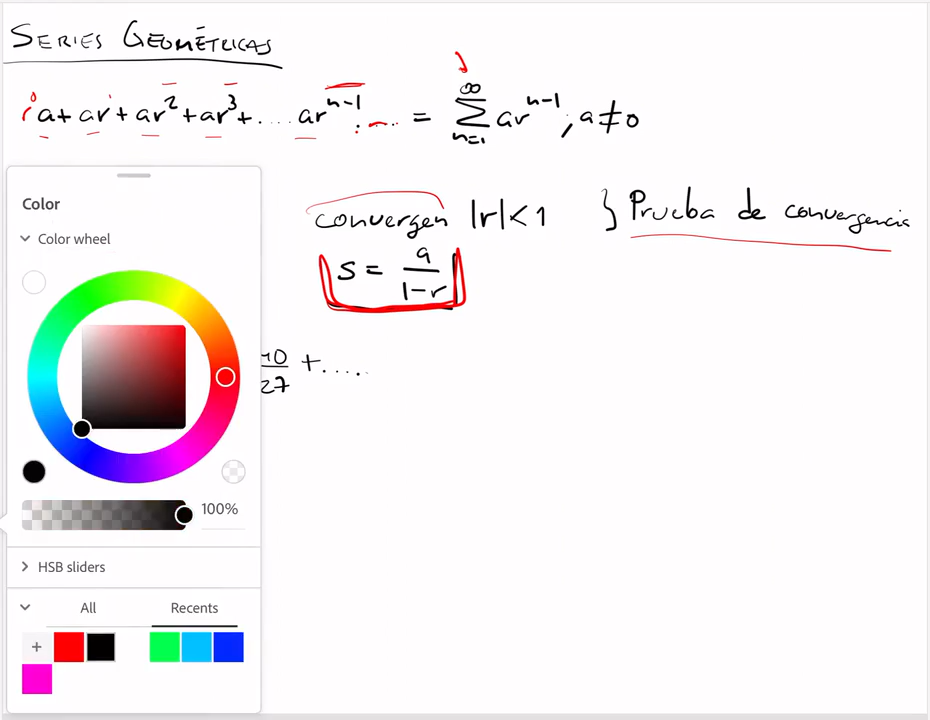 SERIES GEOMÉTRICAS
a + ar + ar² + ar³ + .... arⁿ⁻¹ .... = ∑ₙ₌₁^∞ arⁿ⁻¹, a ≠ 0
convergen |r| < 1 } Prueba de convergencia
S = a/(1-r)
40/27 + .....
Color
Color wheel
100%
HSB sliders
All Recents
+